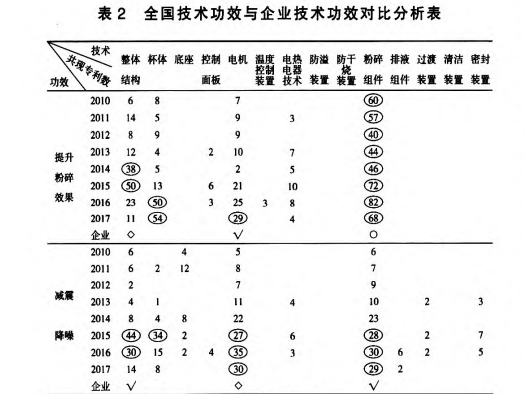 表2 全国技术功效与企业技术功效对比分析表
技术 整体 杯体 底座 控制 电机 温度 电热 防溢 防干 粉碎 排液 过渡 清洁 密封
共现专利数 结构 面板 控制 电器 装置 烧 组件 组件 装置 装置 装置
功效 装置 技术 装置
2010 6 8 7 60
2011 14 5 9 3 57
2012 8 9 9 40
提升 2013 12 4 2 10 7 44
2014 38 5 2 5 46
粉碎 2015 50 13 6 21 10 72
效果 2016 23 50 3 25 3 8 82
2017 11 54 29 4 68
企业 ◇ √ ○
2010 6 4 5 6
2011 6 2 12 8 7
2012 2 7 9
减震 2013 4 1 11 4 10 2 3
2014 8 4 8 22 23
降噪 2015 44 34 2 27 6 28 2 7
2016 30 15 2 4 35 3 30 6 2 5
2017 14 8 30 29 2
企业 √ ◇ √